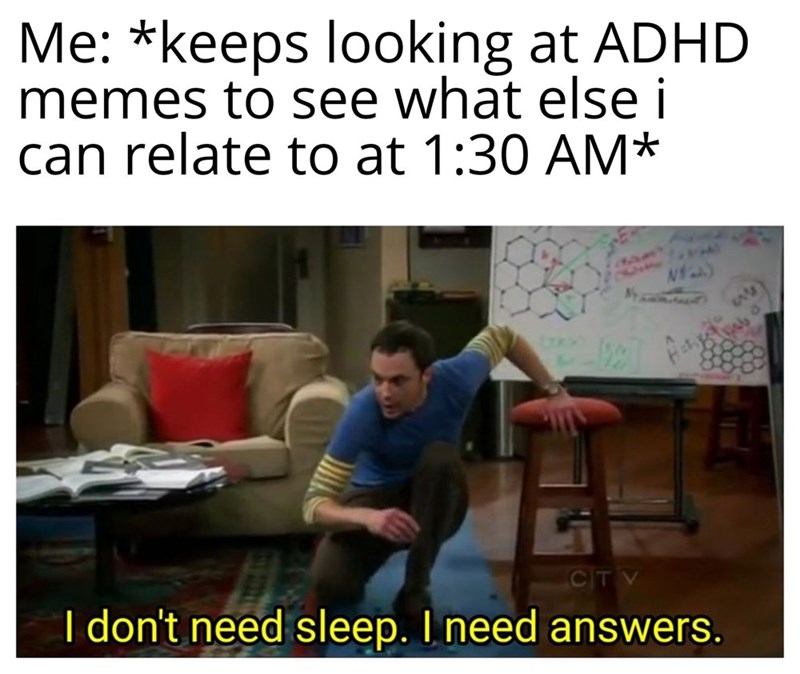 Me: *keeps looking at ADHD
memes to see what else i
can relate to at 1:30 AM*
CITY
I don't need sleep. I need answers.